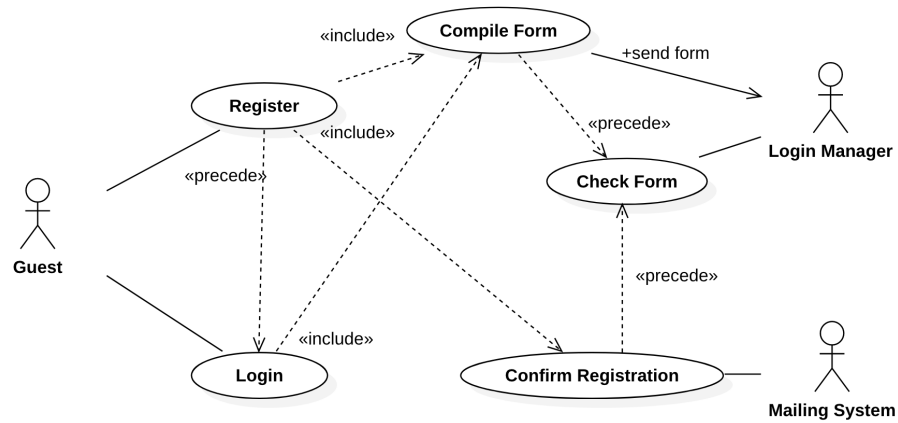 Compile Form
«include»
+send form
Register
«include»
«precede»
Login Manager
«precede»
Check Form
Guest
«precede»
«include»
Login
Confirm Registration
Mailing System